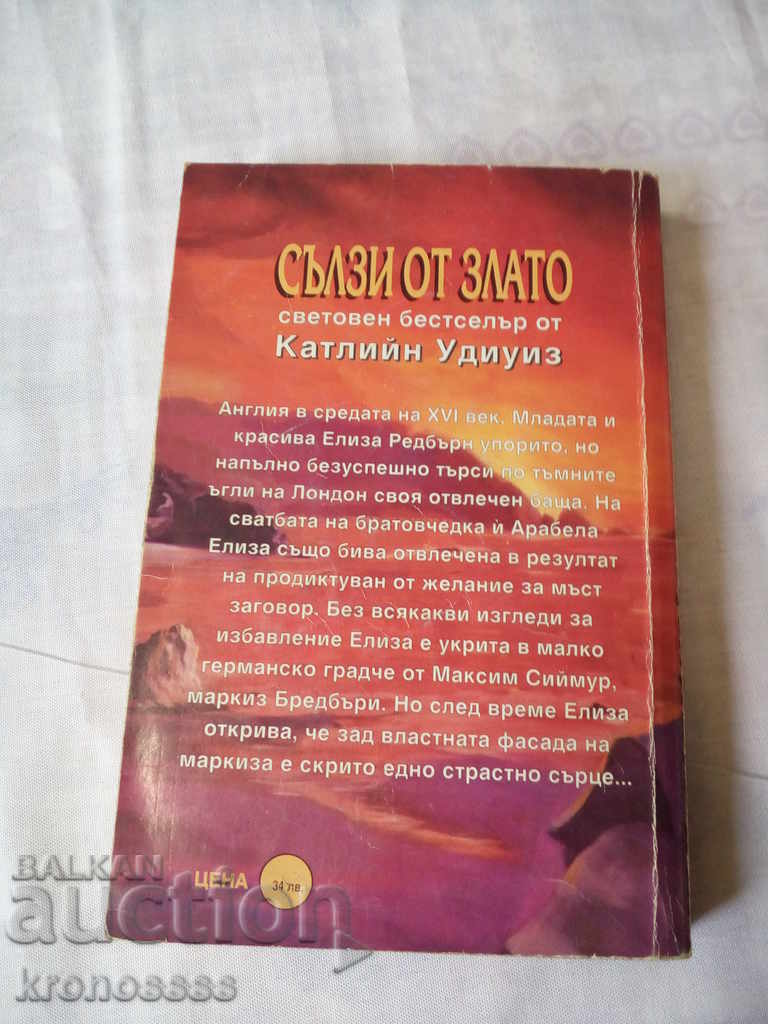 СЪЛЗИ ОТ ЗЛАТО
световен бестселър от
Катлийн Удиуиз
Англия в средата на XVI век. Младата и
красива Елиза Редбърн упорито, но
напълно безуспешно търси по тъмните
ъгли на Лондон своя отвлечен баща. На
сватбата на братовчедка ѝ Арабела
Елиза също бива отвлечена в резултат
на продиктуван от желание за мъст
заговор. Без всякакви изгледи за
избавление Елиза е укрита в малко
германско градче от Максим Сиймур,
маркиз Бредбъри. Но след време Елиза
открива, че зад властната фасада на
маркиза е скрито едно страстно сърце...
ЦЕНА 34 лв.
BALKAN
auction
kronossss